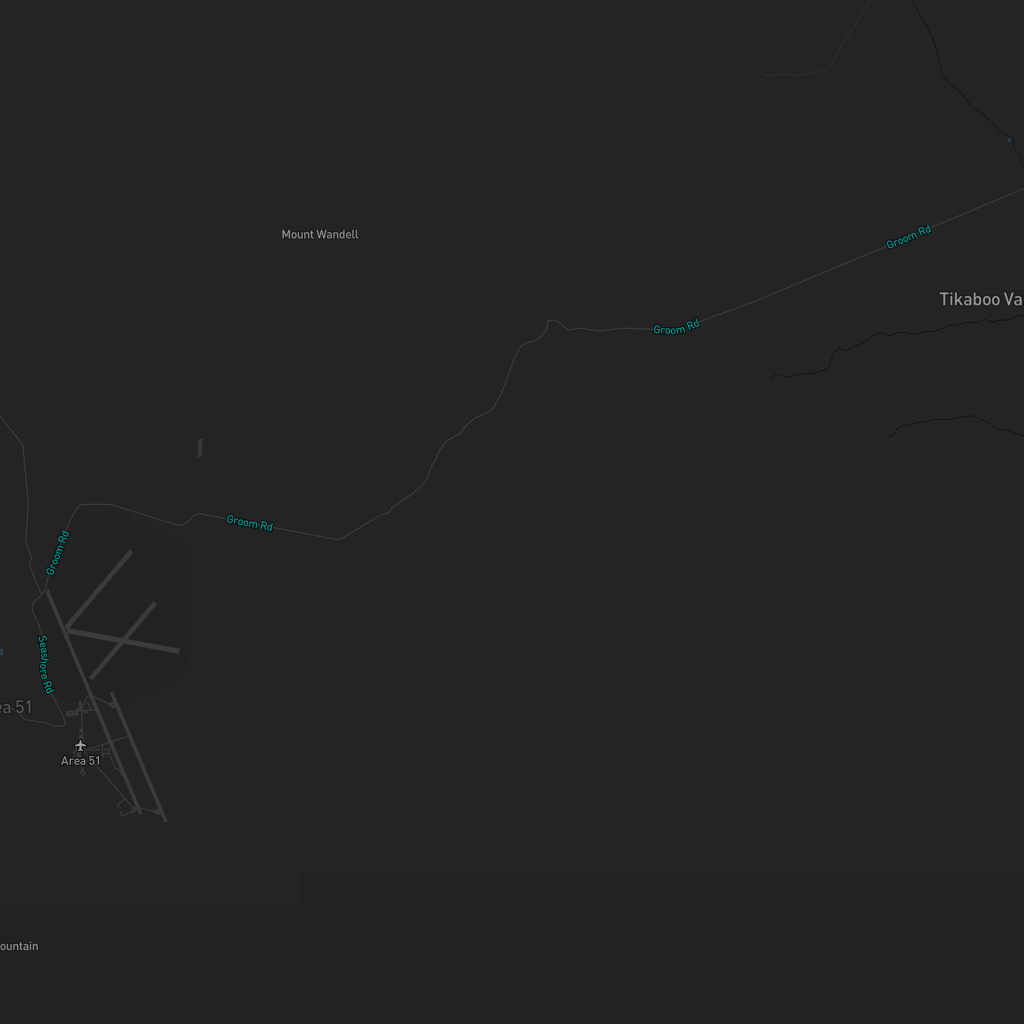 Groom Rd
Mount Wandell
Tikaboo Va
Groom Rd
Groom Rd
Groom Rd
Seashore Rd
ea 51
Area 51
ountain